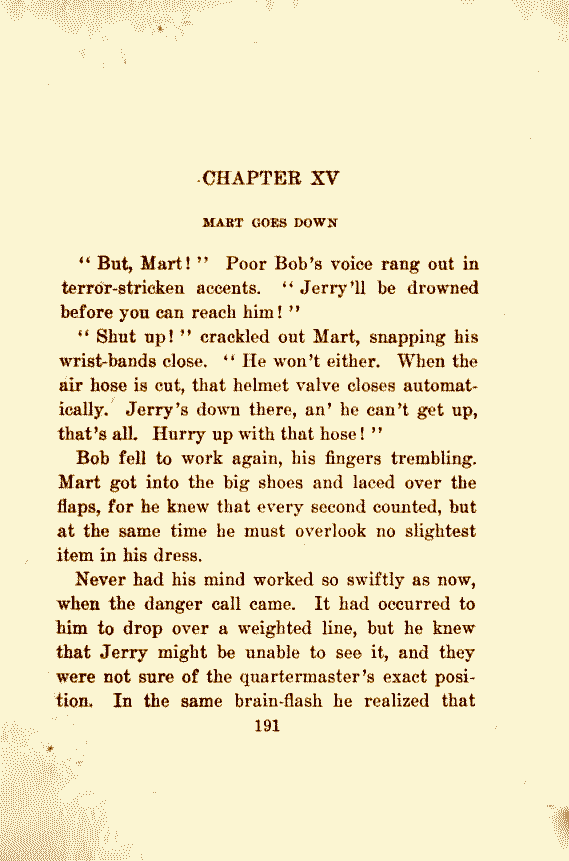 CHAPTER XV
MART GOES DOWN
“ But, Mart! ” Poor Bob’s voice rang out in
terror-stricken accents. “ Jerry’ll be drowned
before you can reach him! ”
“ Shut up! ” crackled out Mart, snapping his
wrist-bands close. “ He won’t either. When the
air hose is cut, that helmet valve closes automat-
ically. Jerry’s down there, an’ he can’t get up,
that’s all. Hurry up with that hose! ”
Bob fell to work again, his fingers trembling.
Mart got into the big shoes and laced over the
flaps, for he knew that every second counted, but
at the same time he must overlook no slightest
item in his dress.
Never had his mind worked so swiftly as now,
when the danger call came. It had occurred to
him to drop over a weighted line, but he knew
that Jerry might be unable to see it, and they
were not sure of the quartermaster’s exact posi-
tion. In the same brain-flash he realized that
191